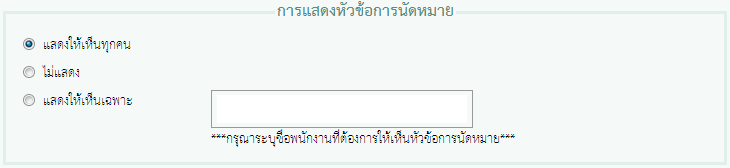 การแสดงหัวข้อการนัดหมาย
แสดงให้เห็นทุกคน
ไม่แสดง
แสดงให้เห็นเฉพาะ
***กรุณาระบุชื่อพนักงานที่ต้องการให้เห็นหัวข้อการนัดหมาย***